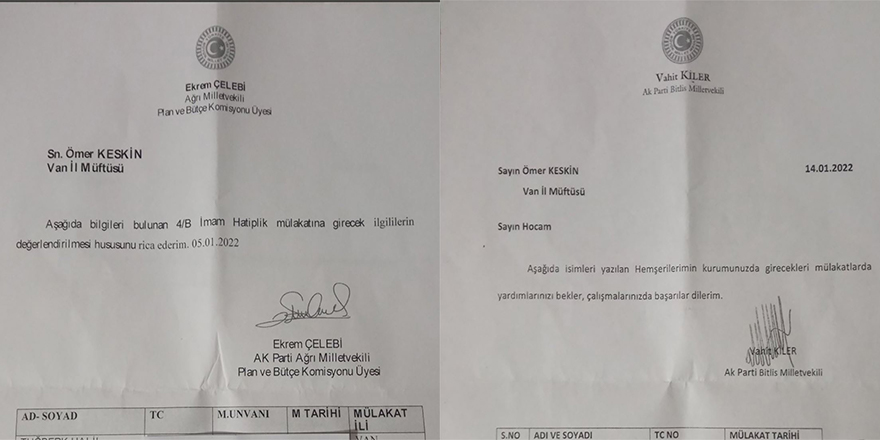 Ekrem ÇELEBİ
Ağrı Milletvekili
Plan ve Bütçe Komisyonu Üyesi
Sn. Ömer KESKİN
Van İl Müftüsü
Aşağıda bilgileri bulunan 4/B İmam Hatiplik mülakatına girecek ilgililerin
değerlendirilmesi hususunu rica ederim. 05.01.2022
Ekrem ÇELEBİ
AK Parti Ağrı Milletvekili
Plan ve Bütçe Komisyonu Üyesi
AD- SOYAD TC M.UNVANI M TARİHİ MÜLAKAT
İLİ
VAN
Vahit KİLER
Ak Parti Bitlis Milletvekili
Sayın Ömer KESKİN 14.01.2022
Van İl Müftüsü
Sayın Hocam
Aşağıda isimleri yazılan Hemşerilerimin kurumunuzda girecekleri mülakatlarda
yardımlarınızı bekler, çalışmalarınızda başarılar dilerim.
Vahit KİLER
Ak Parti Bitlis Milletvekili
S.NO ADI VE SOYADI TC NO MÜLAKAT TARİHİ